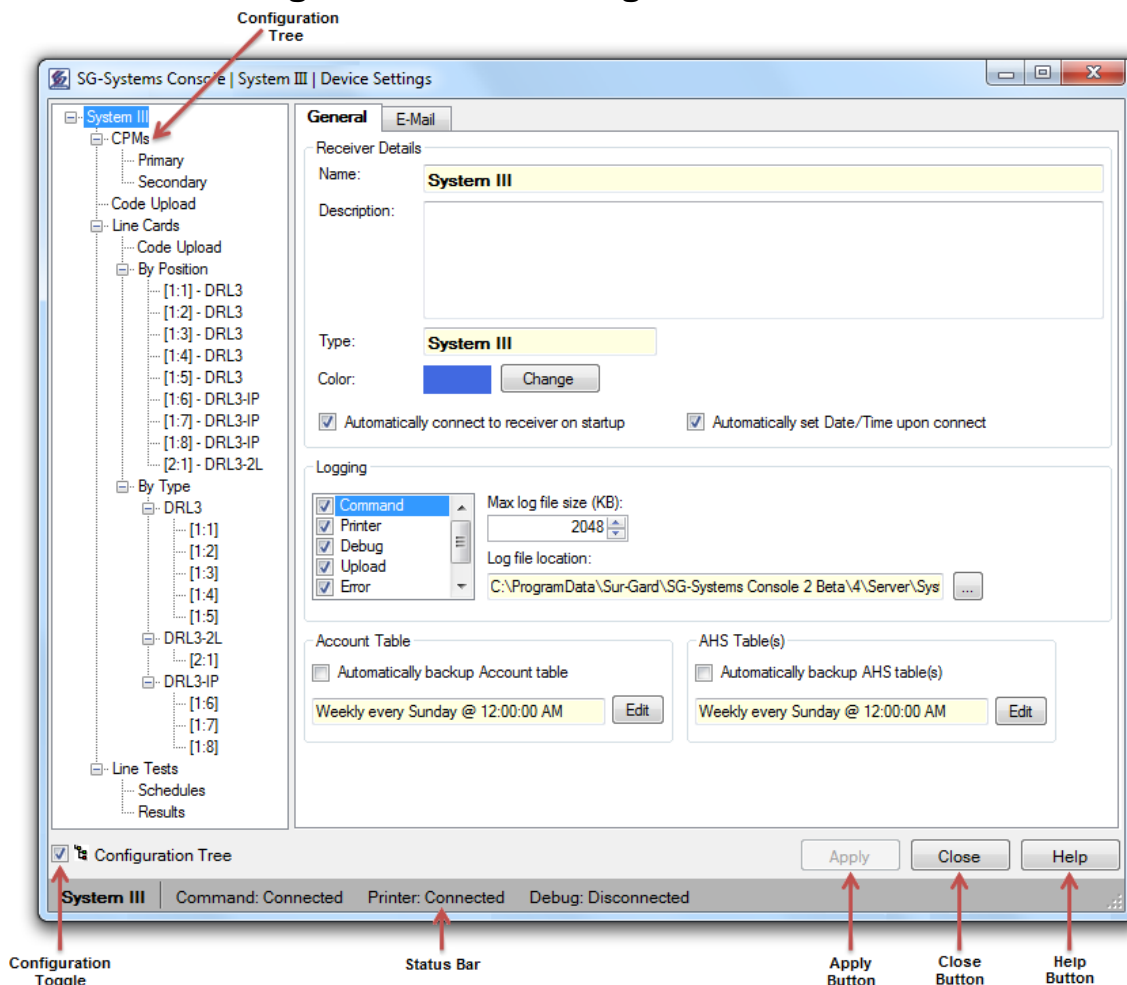 Configuration
Tree
SG-Systems Console | System III | Device Settings
System III
CPMs
Primary
Secondary
Code Upload
Line Cards
Code Upload
By Position
[1:1] - DRL3
[1:2] - DRL3
[1:3] - DRL3
[1:4] - DRL3
[1:5] - DRL3
[1:6] - DRL3-IP
[1:7] - DRL3-IP
[1:8] - DRL3-IP
[2:1] - DRL3-2L
By Type
DRL3
[1:1]
[1:2]
[1:3]
[1:4]
[1:5]
DRL3-2L
[2:1]
DRL3-IP
[1:6]
[1:7]
[1:8]
Line Tests
Schedules
Results
General E-Mail
Receiver Details
Name: System III
Description:
Type: System III
Color: Change
Automatically connect to receiver on startup Automatically set Date/Time upon connect
Logging
Command
Printer
Debug
Upload
Error
Max log file size (KB):
2048
Log file location:
C:\ProgramData\Sur-Gard\SG-Systems Console 2 Beta\4\Server\Sys ...
Account Table
Automatically backup Account table
Weekly every Sunday @ 12:00:00 AM Edit
AHS Table(s)
Automatically backup AHS table(s)
Weekly every Sunday @ 12:00:00 AM Edit
Configuration Tree
Apply Close Help
System III Command: Connected Printer: Connected Debug: Disconnected
Configuration
Toggle
Status Bar
Apply
Button
Close
Button
Help
Button